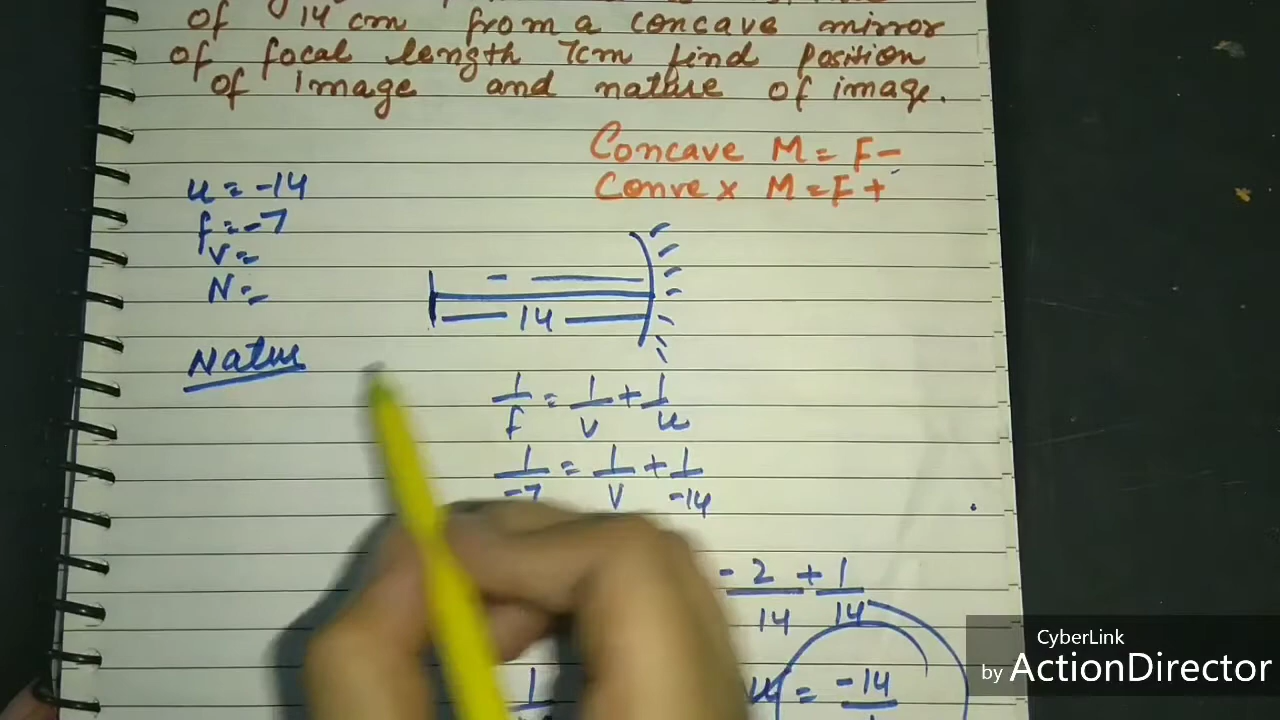 of 14 cm from a concave mirror
of focal length 7cm find position
of Image and nature of image.
Concave M = F-
Convex M = F +
u = -14
f = -7
V =
N =
14
Natur
1/f = 1/v + 1/u
1/-7 = 1/V + 1/-14
-2/14 + 1/14
= -14
1
CyberLink
by ActionDirector